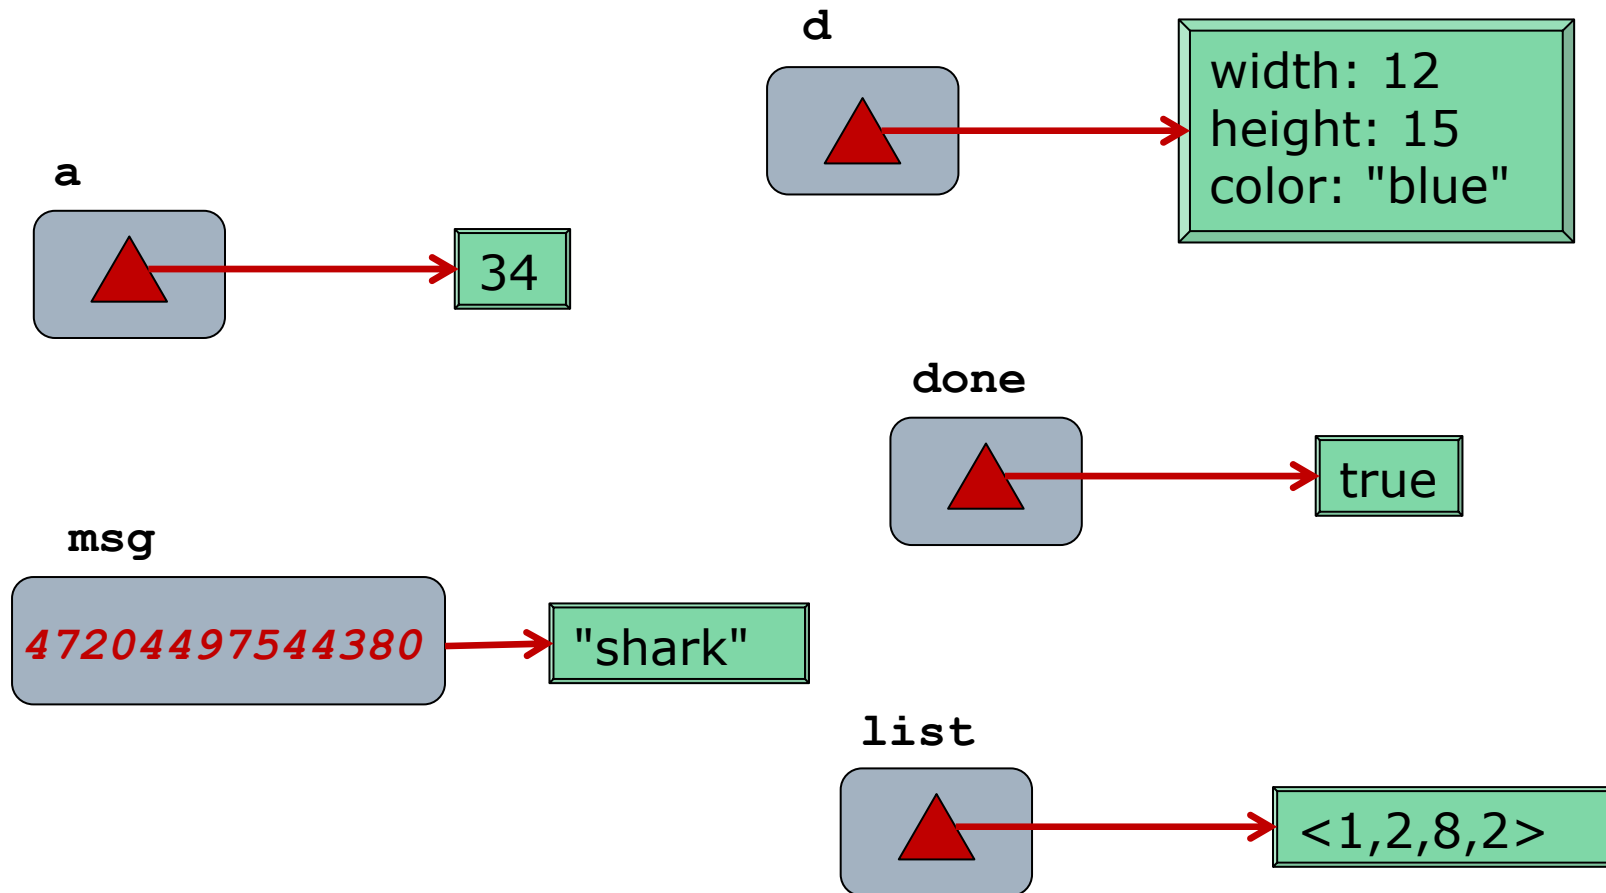 d
width: 12
height: 15
color: "blue"
a
34
done
true
msg
47204497544380
"shark"
list
<1,2,8,2>